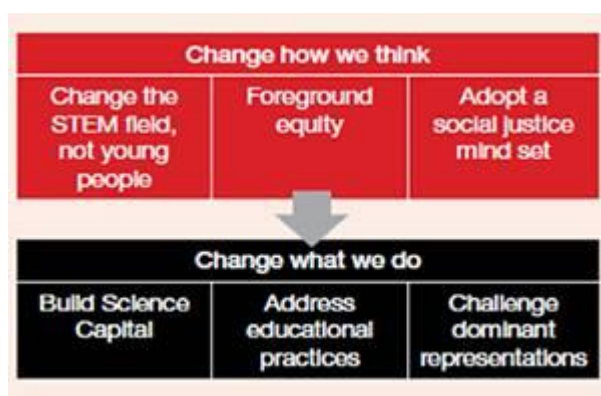 Change how we think
Change the
STEM field,
not young
people
Foreground
equity
Adopt a
social justice
mind set
Change what we do
Build Science
Capital
Address
educational
practices
Challenge
dominant
representations